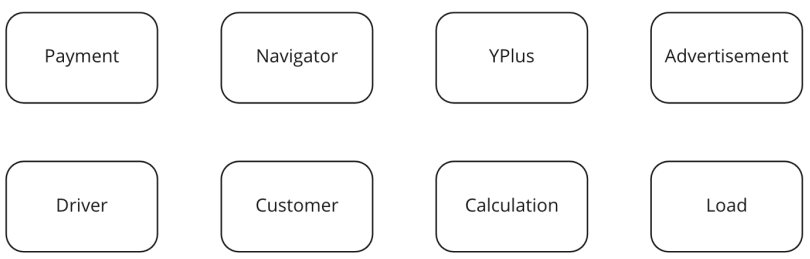 Payment
Navigator
YPlus
Advertisement
Driver
Customer
Calculation
Load